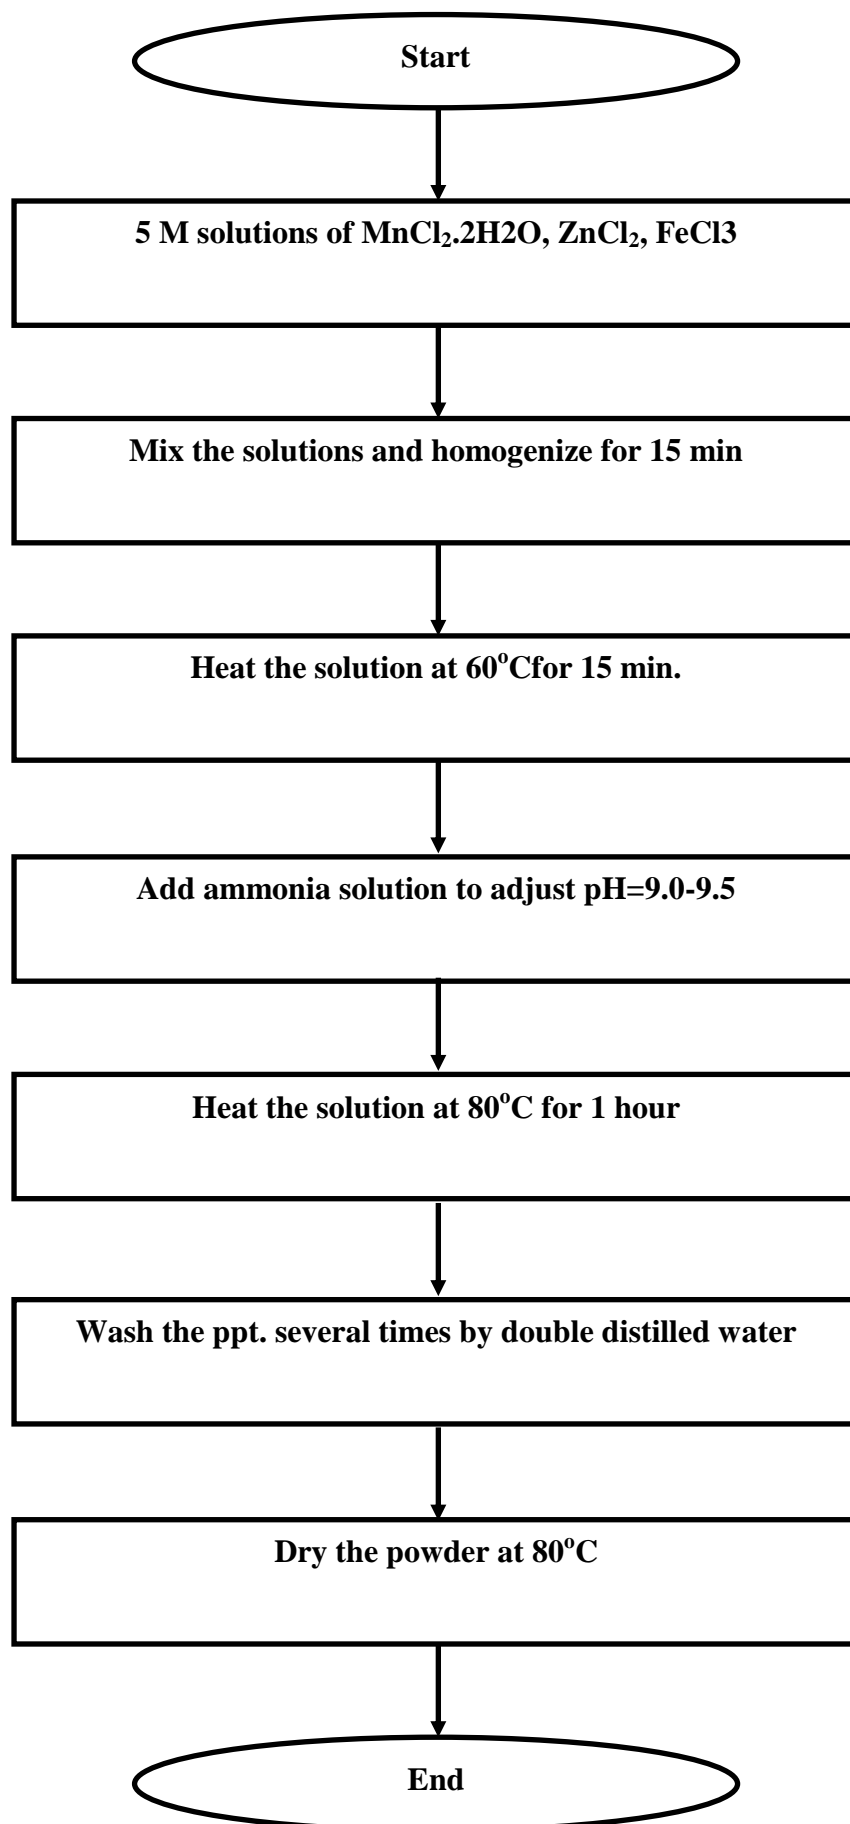 Start
5 M solutions of MnCl₂.2H2O, ZnCl₂, FeCl3
Mix the solutions and homogenize for 15 min
Heat the solution at 60ᵒCfor 15 min.
Add ammonia solution to adjust pH=9.0-9.5
Heat the solution at 80ᵒC for 1 hour
Wash the ppt. several times by double distilled water
Dry the powder at 80ᵒC
End